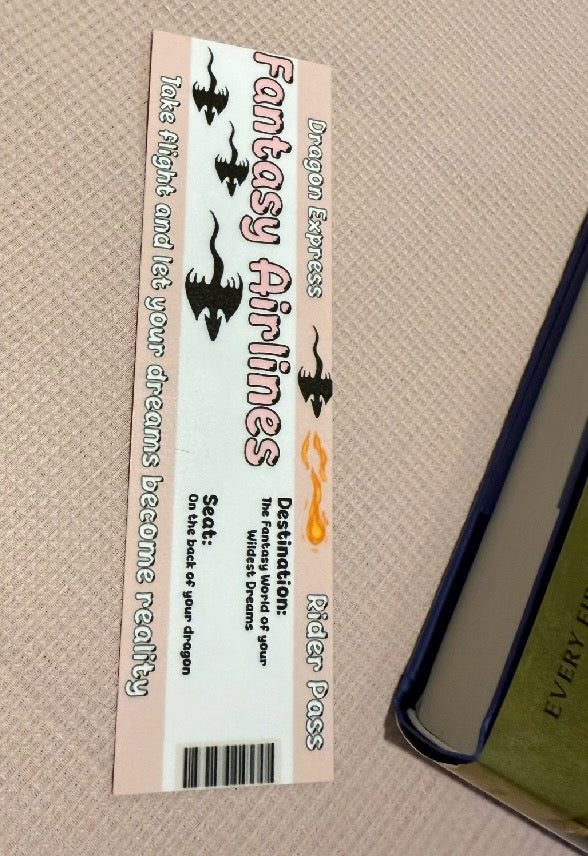 Dragon Express
Rider Pass
Fantasy Airlines
Destination:
The Fantasy World of your
Wildest Dreams
Seat:
On the back of your dragon
Take flight and let your dreams become reality
EVERY